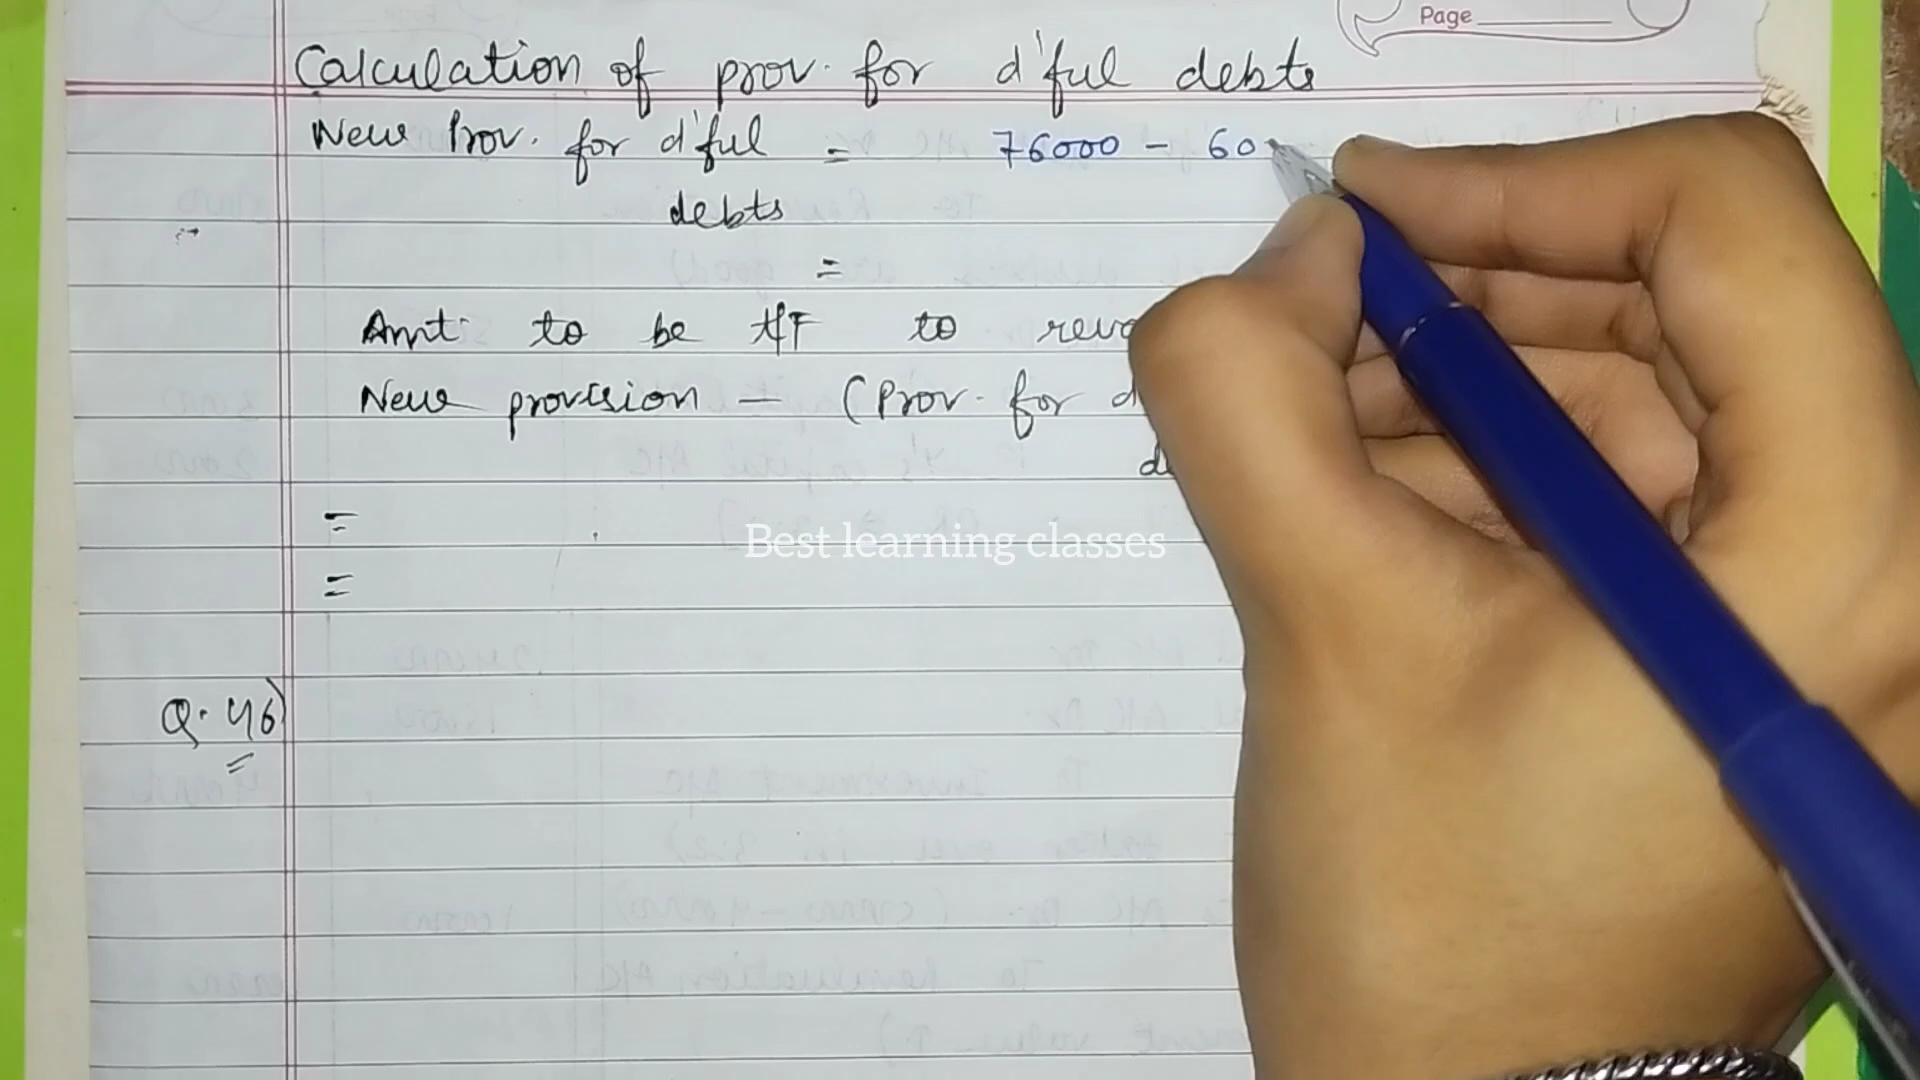 Page
Calculation of prov. for d'ful debts
New Prov. for d'ful = 76000 - 60
debts
=
Amt. to be t/f to
New provision - (Prov. for d
=
Best learning classes
=
Q. 46)